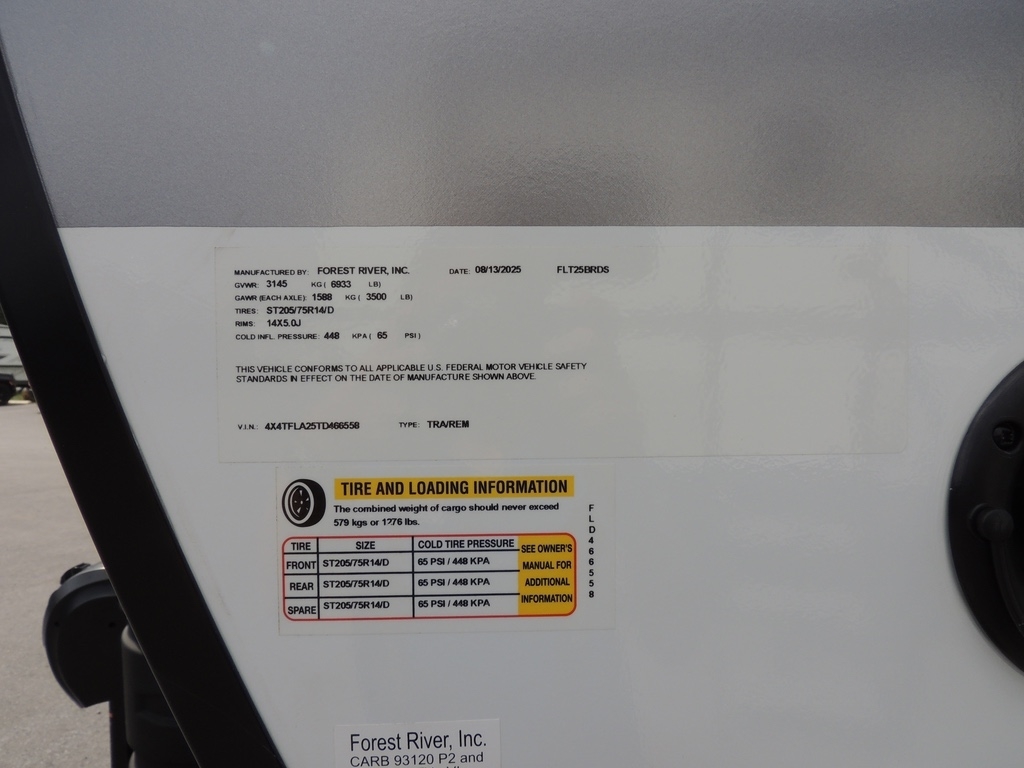 MANUFACTURED BY: FOREST RIVER, INC. DATE: 08/13/2025 FLT25BRDS
GVWR: 3145 KG ( 6933 LB)
GAWR (EACH AXLE): 1588 KG ( 3500 LB)
TIRES: ST205/75R14/D
RIMS: 14X5.0J
COLD INFL. PRESSURE: 448 KPA ( 65 PSI )
THIS VEHICLE CONFORMS TO ALL APPLICABLE U.S. FEDERAL MOTOR VEHICLE SAFETY
STANDARDS IN EFFECT ON THE DATE OF MANUFACTURE SHOWN ABOVE.
V.I.N.: 4X4TFLA25TD466558 TYPE: TRA/REM
TIRE AND LOADING INFORMATION
The combined weight of cargo should never exceed
579 kgs or 1276 lbs.
TIRE SIZE COLD TIRE PRESSURE
FRONT ST205/75R14/D 65 PSI / 448 KPA
REAR ST205/75R14/D 65 PSI / 448 KPA
SPARE ST205/75R14/D 65 PSI / 448 KPA
SEE OWNER'S
MANUAL FOR
ADDITIONAL
INFORMATION
FLD466558
Forest River, Inc.
CARB 93120 P2 and